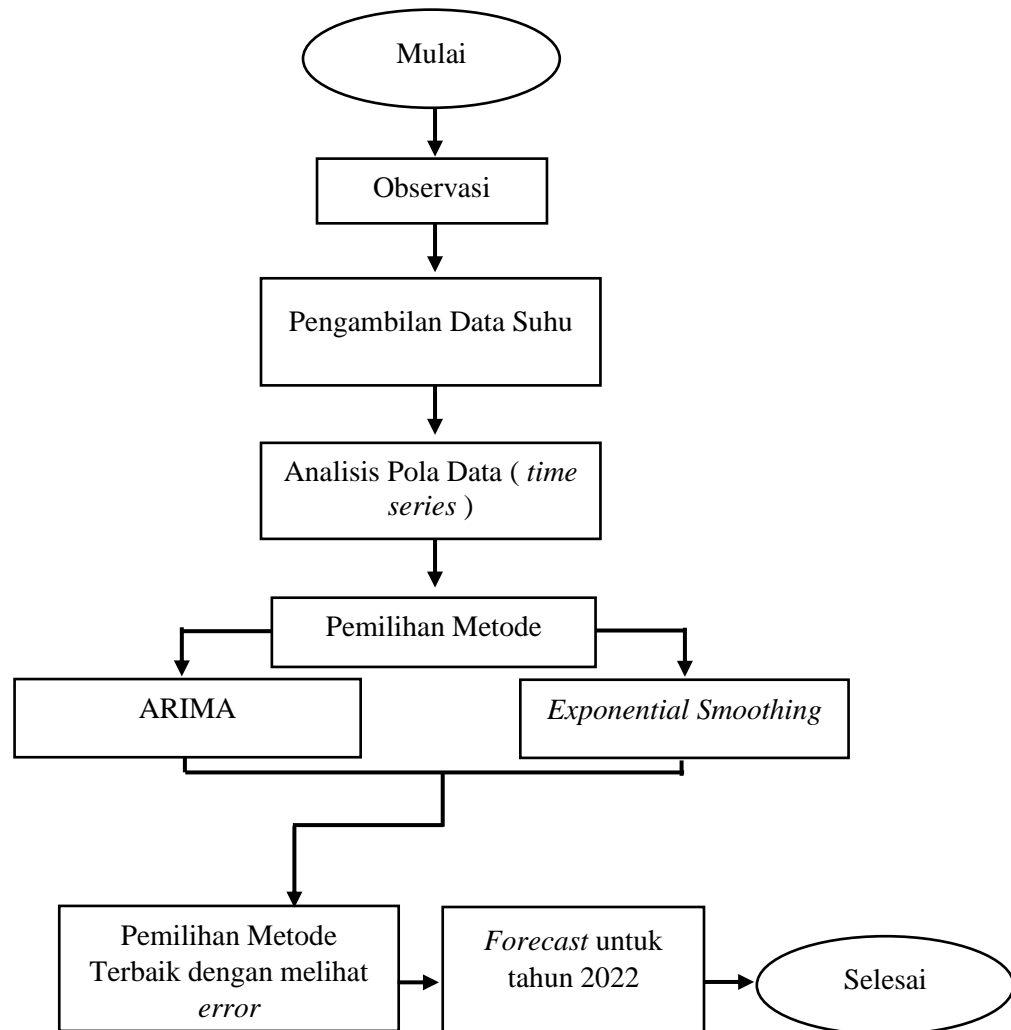 Mulai
Observasi
Pengambilan Data Suhu
Analisis Pola Data ( time
series )
Pemilihan Metode
ARIMA
Exponential Smoothing
Pemilihan Metode
Terbaik dengan melihat
error
Forecast untuk
tahun 2022
Selesai